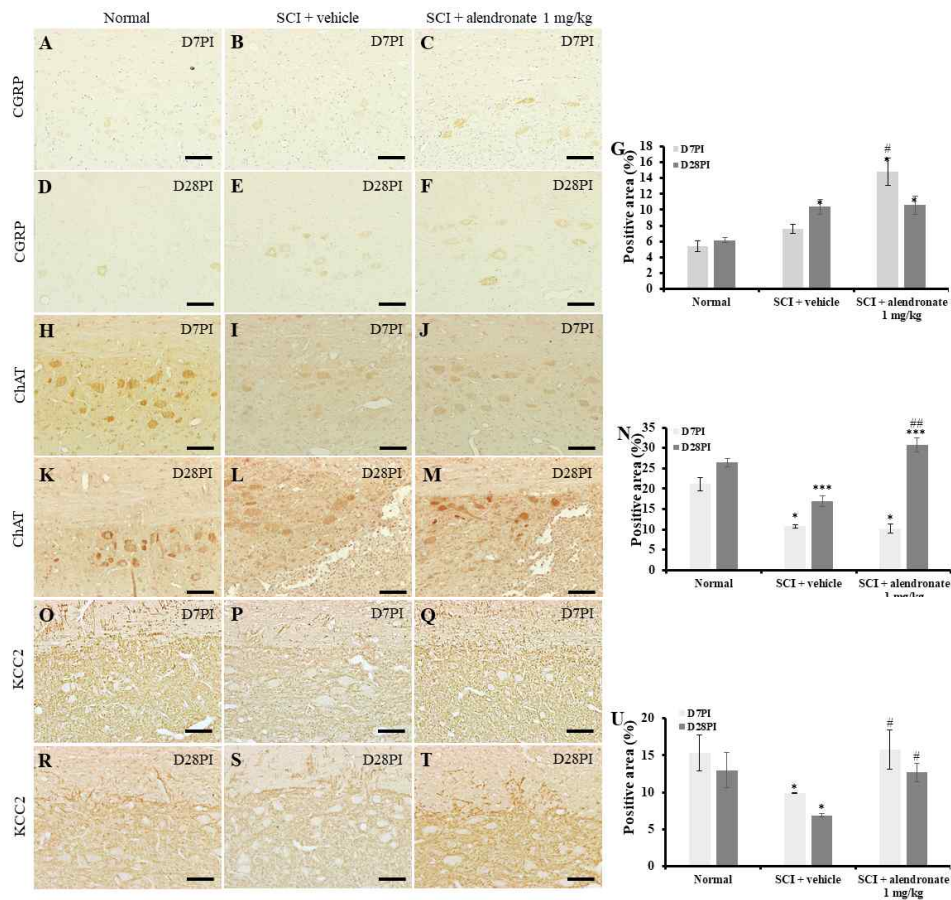 Normal
SCI + vehicle
SCI + alendronate 1 mg/kg
CGRP
A
D7PI
B
D7PI
C
D7PI
CGRP
D
D28PI
E
D28PI
F
D28PI
ChAT
H
D7PI
I
D7PI
J
D7PI
ChAT
K
D28PI
L
D28PI
M
D28PI
KCC2
O
D7PI
P
D7PI
Q
D7PI
KCC2
R
D28PI
S
D28PI
T
D28PI
G
Positive area (%)
18
16
14
12
10
8
6
4
2
0
D7PI
D28PI
*
#
*
*
Normal
SCI + vehicle
SCI + alendronate
1 mg/kg
N
Positive area (%)
35
30
25
20
15
10
5
0
D7PI
D28PI
*
***
*
##
***
Normal
SCI + vehicle
SCI + alendronate
1 mg/kg
U
Positive area (%)
20
15
10
5
0
D7PI
D28PI
*
*
#
#
Normal
SCI + vehicle
SCI + alendronate
1 mg/kg